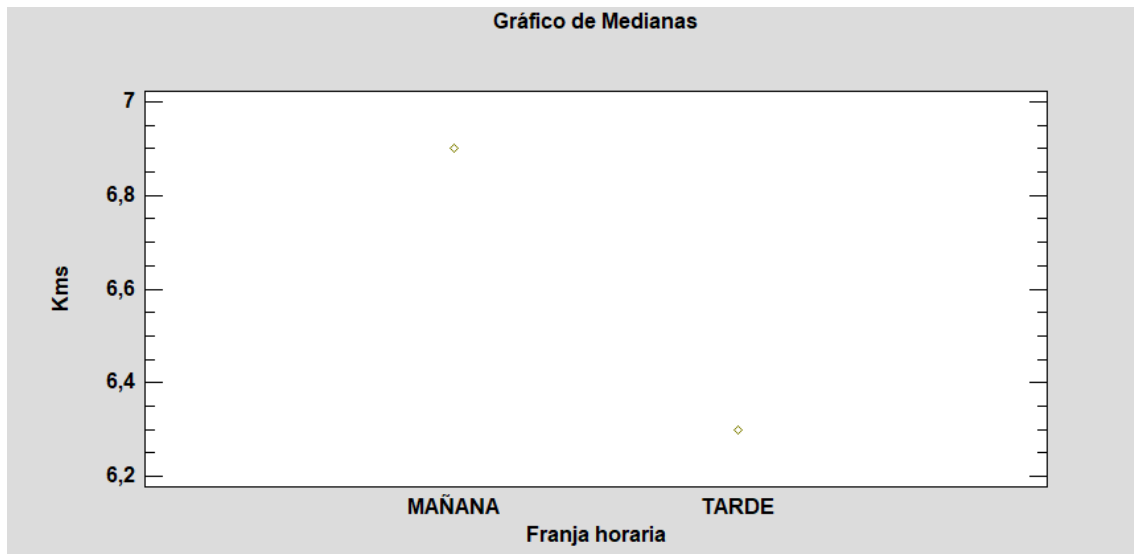 Gráfico de Medianas
7
6,8
6,6
6,4
6,2
Kms
MAÑANA TARDE
Franja horaria